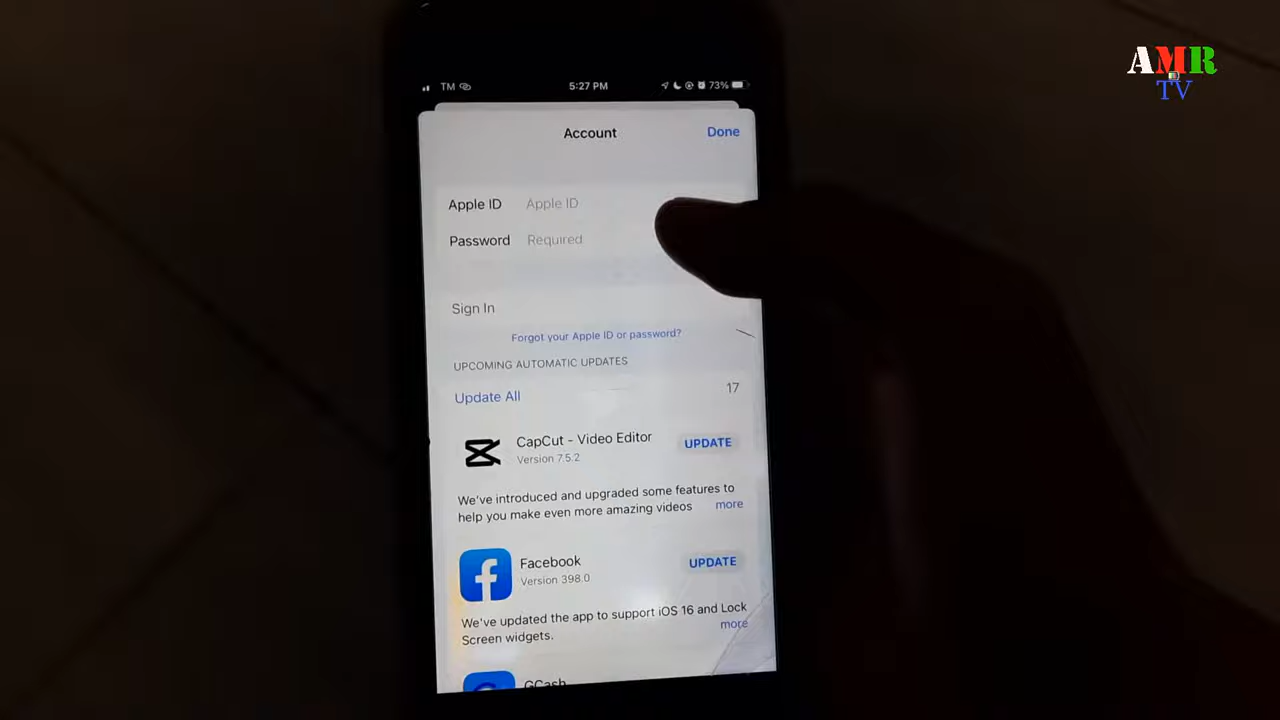 AMR
TV
TM 5:27 PM 73%
Account Done
Apple ID Apple ID
Password Required
Sign In
Forgot your Apple ID or password?
UPCOMING AUTOMATIC UPDATES
Update All 17
CapCut - Video Editor UPDATE
Version 7.5.2
We've introduced and upgraded some features to
help you make even more amazing videos more
Facebook UPDATE
Version 398.0
We've updated the app to support iOS 16 and Lock
Screen widgets. more
GCash